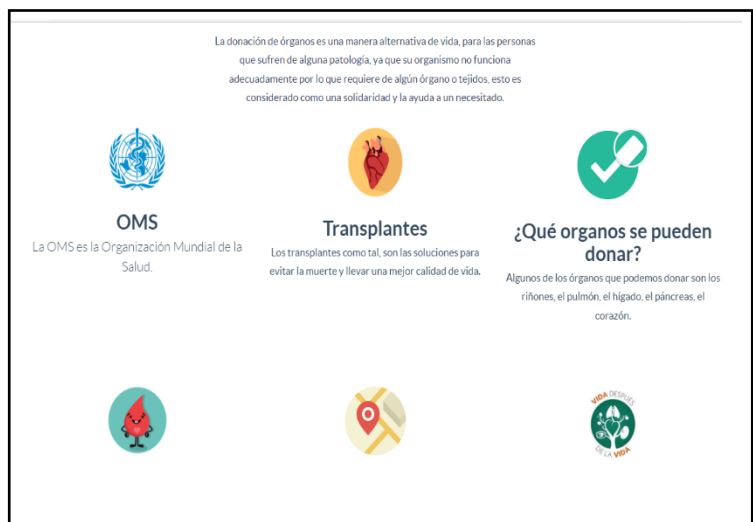 La donación de órganos es una manera alternativa de vida, para las personas
que sufren de alguna patología, ya que su organismo no funciona
adecuadamente por lo que requiere de algún órgano o tejidos, esto es
considerado como una solidaridad y la ayuda a un necesitado.
OMS
La OMS es la Organización Mundial de la
Salud.
Transplantes
Los transplantes como tal, son las soluciones para
evitar la muerte y llevar una mejor calidad de vida.
¿Qué organos se pueden
donar?
Algunos de los órganos que podemos donar son los
riñones, el pulmón, el hígado, el páncreas, el
corazón.
VIDA DESPUES
DE LA VIDA